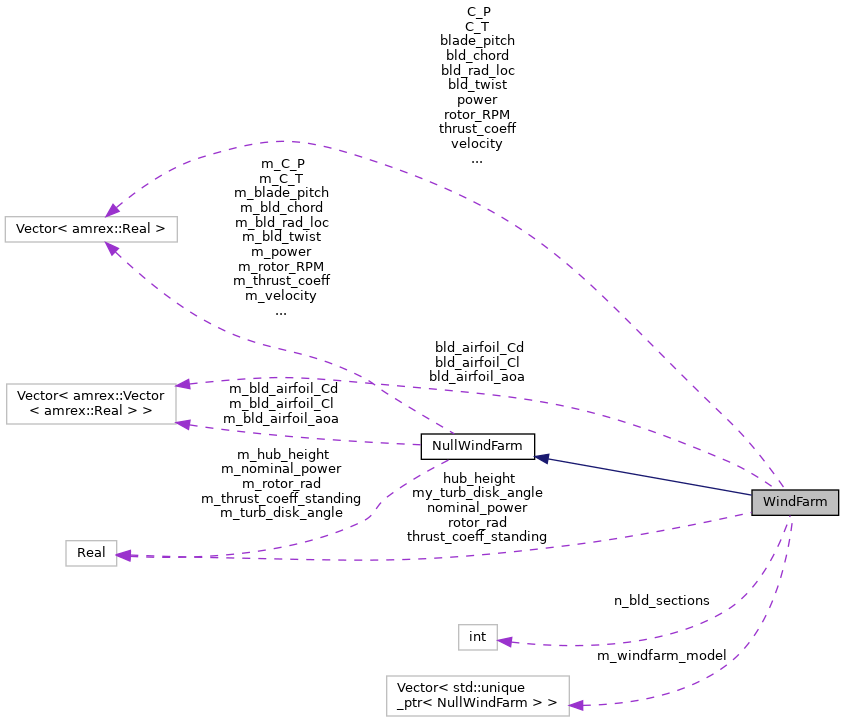 C_P
C_T
blade_pitch
bld_chord
bld_rad_loc
bld_twist
power
rotor_RPM
thrust_coeff
velocity
...
m_C_P
m_C_T
m_blade_pitch
m_bld_chord
m_bld_rad_loc
m_bld_twist
m_power
m_rotor_RPM
m_thrust_coeff
m_velocity
...
Vector< amrex::Real >
bld_airfoil_Cd
bld_airfoil_Cl
bld_airfoil_aoa
Vector< amrex::Vector
< amrex::Real > >
m_bld_airfoil_Cd
m_bld_airfoil_Cl
m_bld_airfoil_aoa
NullWindFarm
m_hub_height
m_nominal_power
m_rotor_rad
m_thrust_coeff_standing
m_turb_disk_angle
hub_height
my_turb_disk_angle
nominal_power
rotor_rad
thrust_coeff_standing
WindFarm
Real
n_bld_sections
int
m_windfarm_model
Vector< std::unique
_ptr< NullWindFarm > >